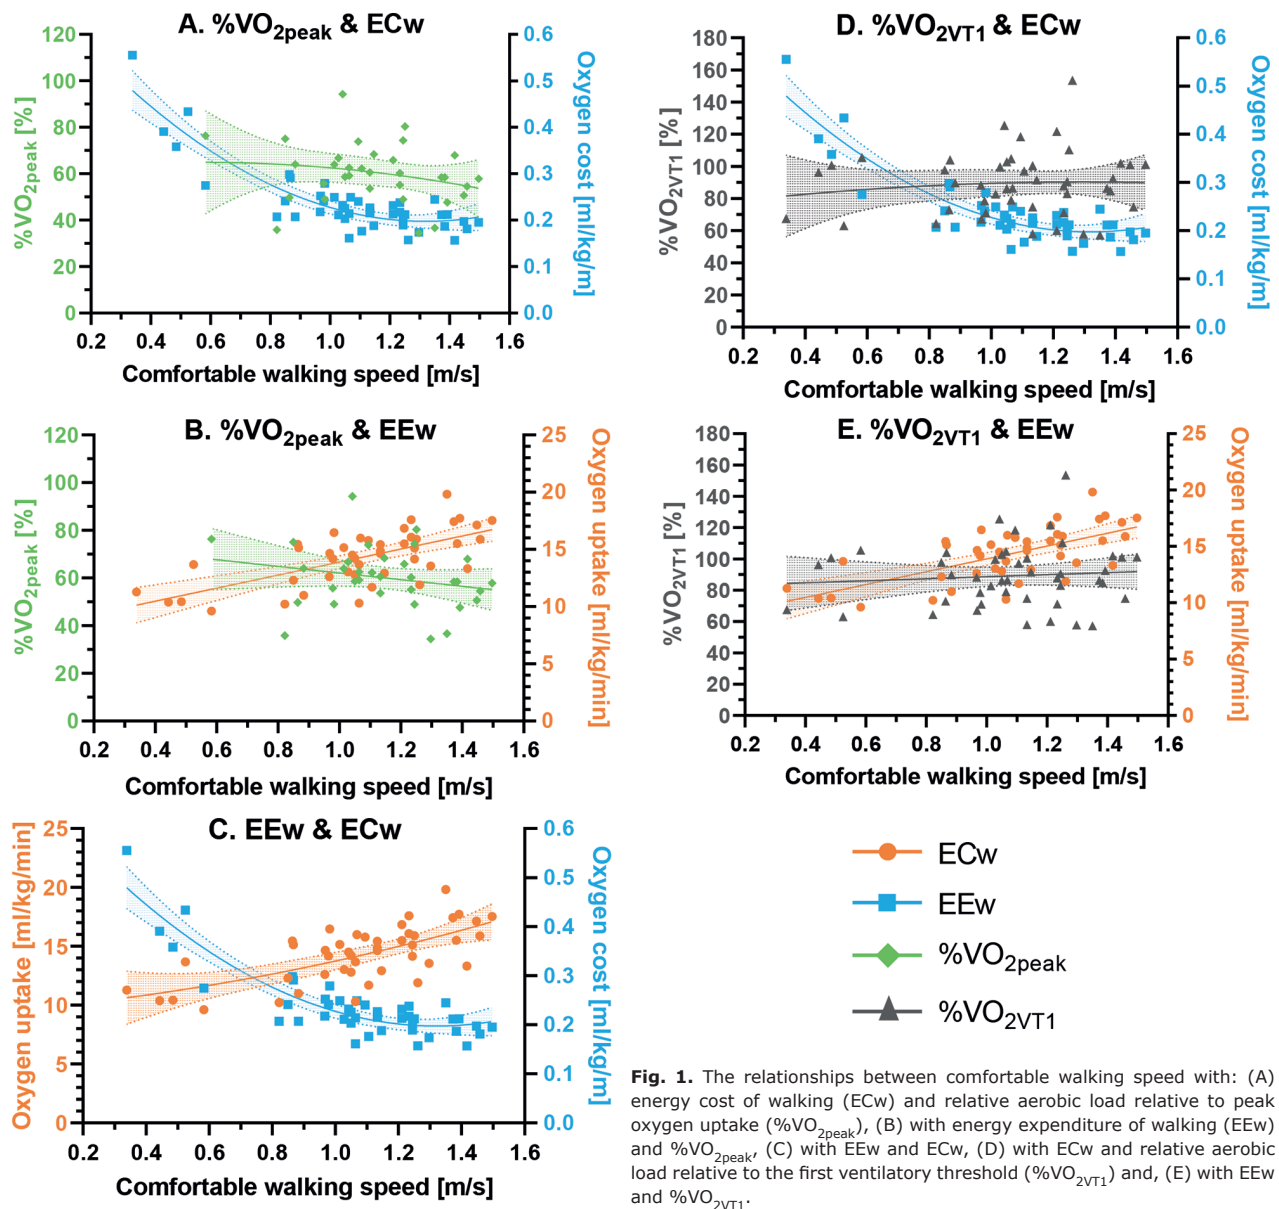 A. %VO2peak & ECw
%VO2peak [%]
120
100
80
60
40
20
0
0.6
0.5
0.4
0.3
0.2
0.1
0.0
Oxygen cost [ml/kg/m]
0.2 0.4 0.6 0.8 1.0 1.2 1.4 1.6
Comfortable walking speed [m/s]
D. %VO2VT1 & ECw
%VO2VT1 [%]
180
160
140
120
100
80
60
40
20
0
0.6
0.5
0.4
0.3
0.2
0.1
0.0
Oxygen cost [ml/kg/m]
0.2 0.4 0.6 0.8 1.0 1.2 1.4 1.6
Comfortable walking speed [m/s]
B. %VO2peak & EEw
%VO2peak [%]
120
100
80
60
40
20
0
25
20
15
10
5
0
Oxygen uptake [ml/kg/min]
0.2 0.4 0.6 0.8 1.0 1.2 1.4 1.6
Comfortable walking speed [m/s]
E. %VO2VT1 & EEw
%VO2VT1 [%]
180
160
140
120
100
80
60
40
20
0
25
20
15
10
5
0
Oxygen uptake [ml/kg/min]
0.2 0.4 0.6 0.8 1.0 1.2 1.4 1.6
Comfortable walking speed [m/s]
C. EEw & ECw
Oxygen uptake [ml/kg/min]
25
20
15
10
5
0
0.6
0.5
0.4
0.3
0.2
0.1
0.0
Oxygen cost [ml/kg/m]
0.2 0.4 0.6 0.8 1.0 1.2 1.4 1.6
Comfortable walking speed [m/s]
ECw
EEw
%VO2peak
%VO2VT1
Fig. 1. The relationships between comfortable walking speed with: (A)
energy cost of walking (ECw) and relative aerobic load relative to peak
oxygen uptake (%VO2peak), (B) with energy expenditure of walking (EEw)
and %VO2peak, (C) with EEw and ECw, (D) with ECw and relative aerobic
load relative to the first ventilatory threshold (%VO2VT1) and, (E) with EEw
and %VO2VT1.